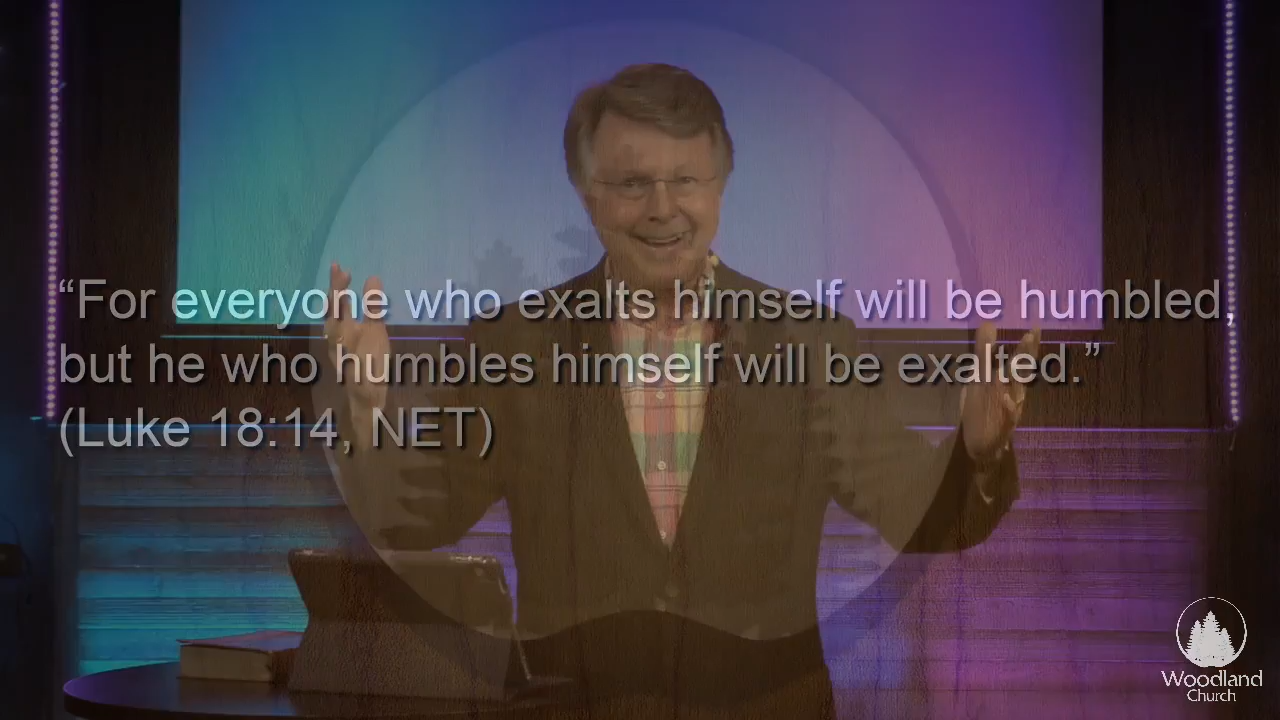 “For everyone who exalts himself will be humbled,
but he who humbles himself will be exalted.”
(Luke 18:14, NET)
Woodland
Church